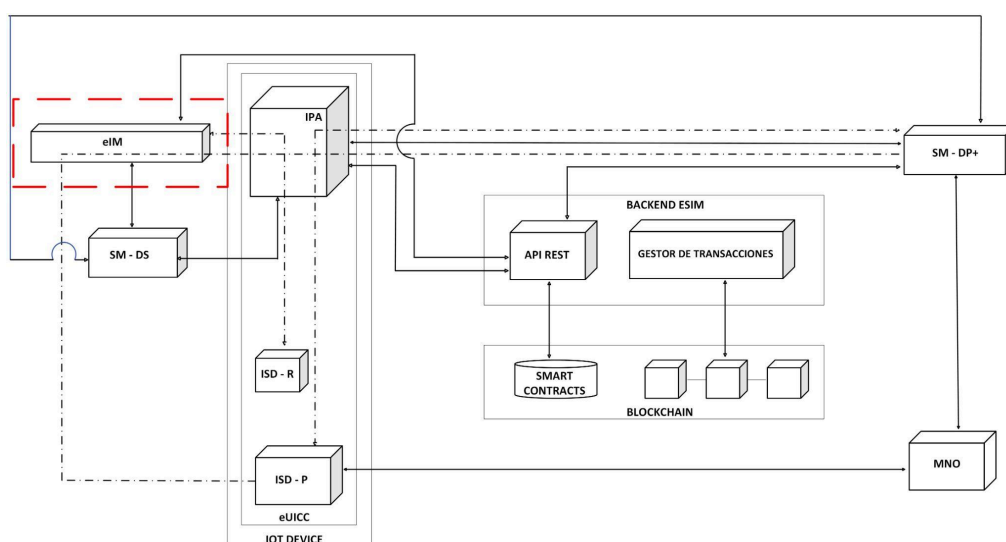 IPA
eIM
SM - DP+
BACKEND ESIM
SM - DS
API REST
GESTOR DE TRANSACCIONES
ISD - R
SMART
CONTRACTS
BLOCKCHAIN
ISD - P
MNO
eUICC
IOT DEVICE